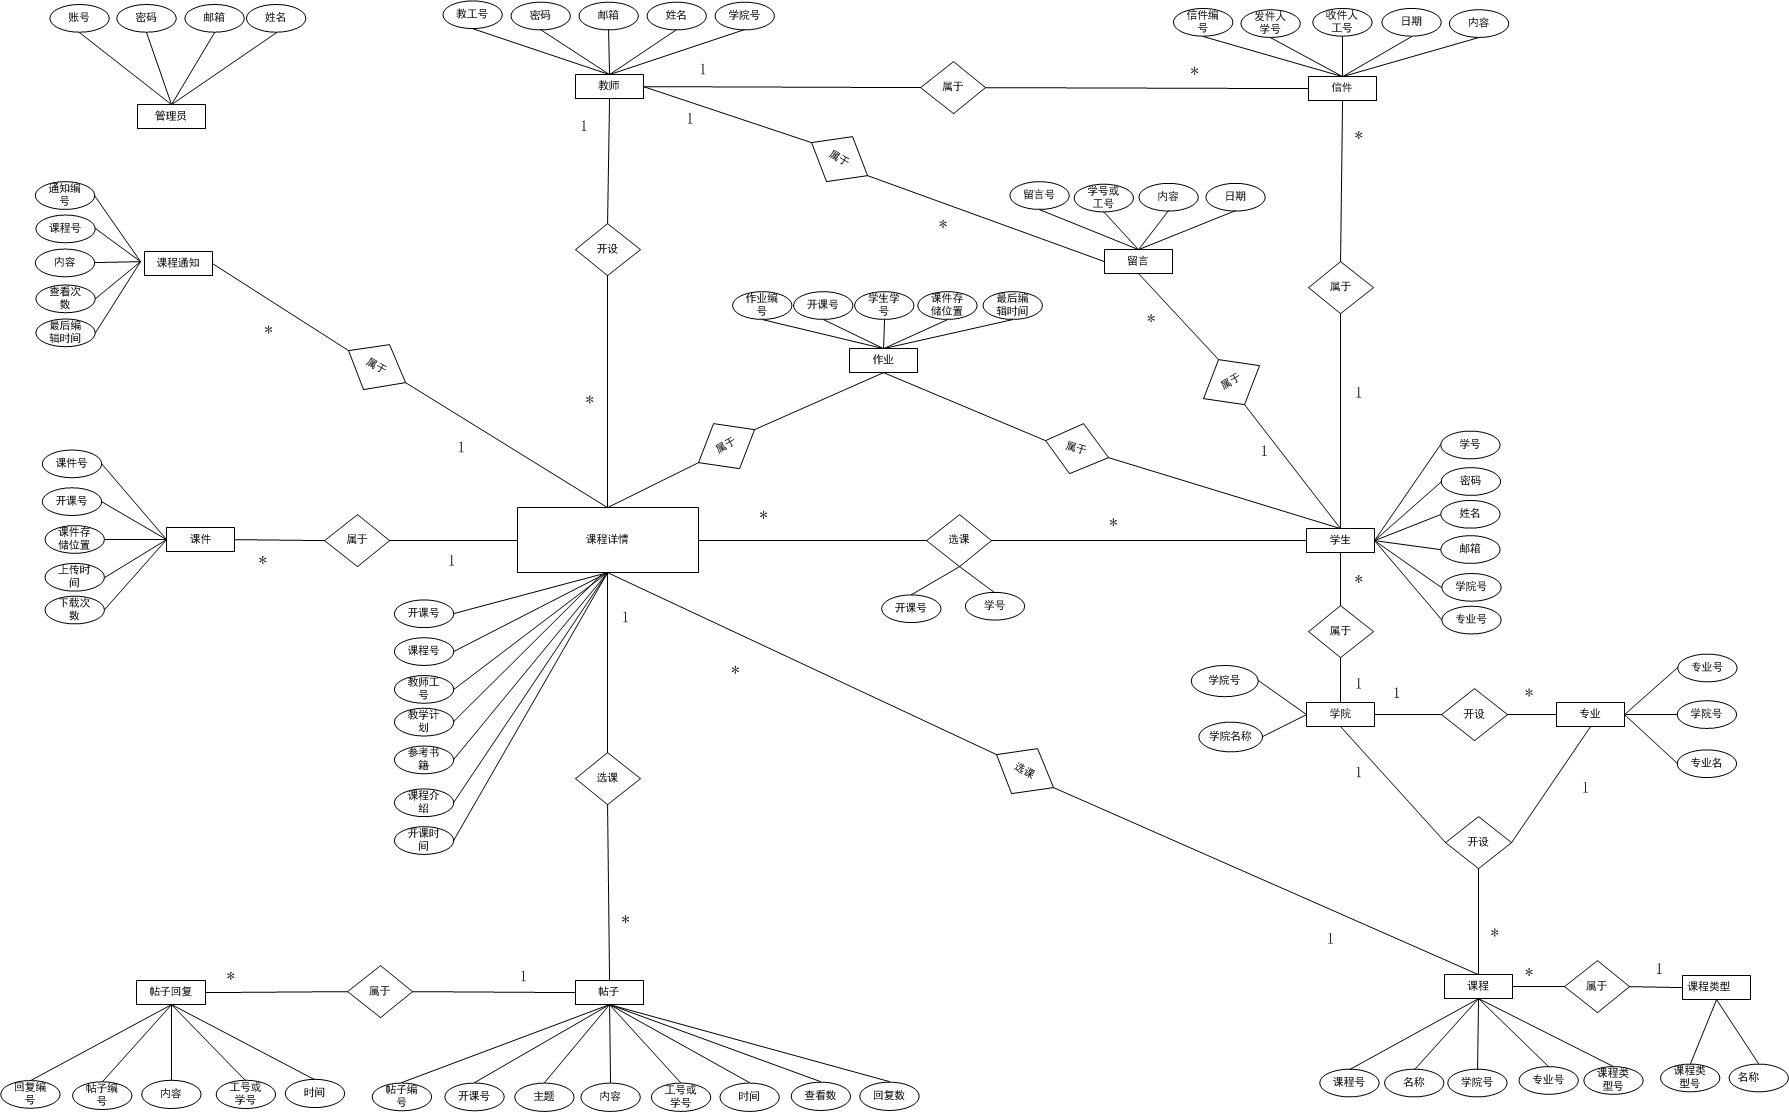 账号
密码
邮箱
姓名
管理员
教工号
密码
邮箱
姓名
学院号
教师
信件编
号
发件人
学号
收件人
工号
日期
内容
信件
1
属于
*
1
1
属于
*
*
属于
1
留言号
学号或
工号
内容
日期
留言
*
属于
1
通知编
号
课程号
内容
查看次
数
最后编
辑时间
课程通知
*
属于
1
开设
*
作业编
号
开课号
学生学
号
课件存
储位置
最后编
辑时间
作业
属于
属于
课件号
开课号
课件存
储位置
上传时
间
下载次
数
课件
*
属于
1
课程详情
*
选课
*
开课号
学号
学生
学号
密码
姓名
邮箱
学院号
专业号
开课号
课程号
教师工
号
教学计
划
参考书
籍
课程介
绍
开课时
间
1
选课
*
*
选课
1
*
属于
1
学院号
学院名称
学院
1
开设
*
专业
专业号
学院号
专业名
1
1
开设
*
帖子回复
*
属于
1
帖子
课程
*
属于
1
课程类型
回复编
号
帖子编
号
内容
工号或
学号
时间
帖子编
号
开课号
主题
内容
工号或
学号
时间
查看数
回复数
课程号
名称
学院号
专业号
课程类
型号
课程类
型号
名称